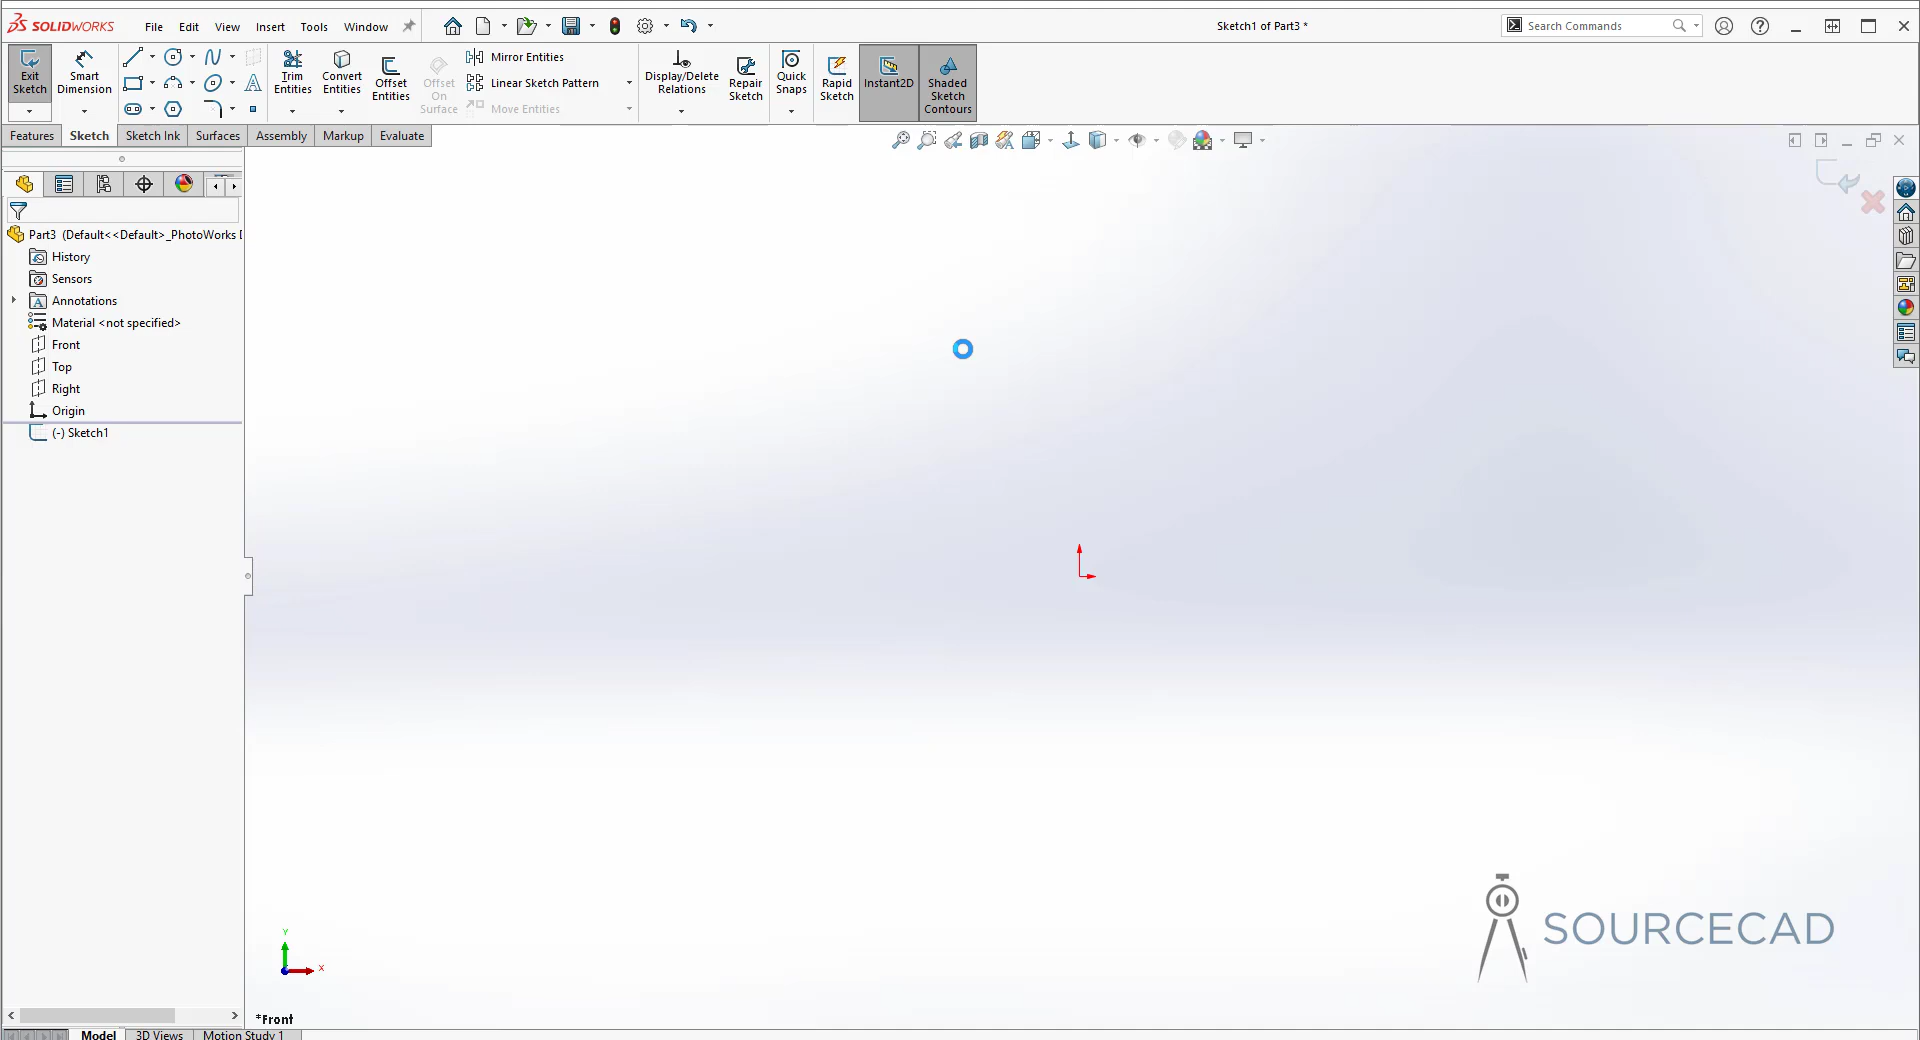 SOLIDWORKS File Edit View Insert Tools Window Sketch1 of Part3 * Search Commands
Exit Sketch
Smart Dimension
Trim Entities
Convert Entities
Offset Entities
Offset On Surface
Mirror Entities
Linear Sketch Pattern
Move Entities
Display/Delete Relations
Repair Sketch
Quick Snaps
Rapid Sketch
Instant2D
Shaded Sketch Contours
Features Sketch Sketch Ink Surfaces Assembly Markup Evaluate
Part3 (Default<<Default>_PhotoWorks
History
Sensors
Annotations
Material <not specified>
Front
Top
Right
Origin
(-) Sketch1
Y
X
*Front
SOURCECAD
Model 3D Views Motion Study 1